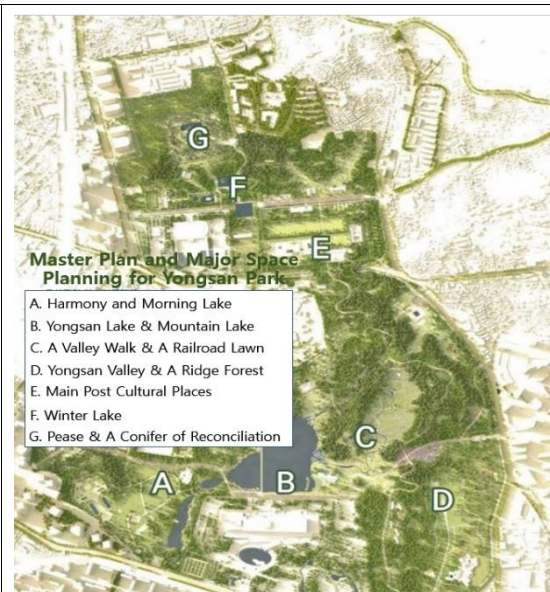 G
F
E
Master Plan and Major Space
Planning for Yongsan Park
A. Harmony and Morning Lake
B. Yongsan Lake & Mountain Lake
C. A Valley Walk & A Railroad Lawn
D. Yongsan Valley & A Ridge Forest
E. Main Post Cultural Places
F. Winter Lake
G. Pease & A Conifer of Reconciliation
C
A
B
D